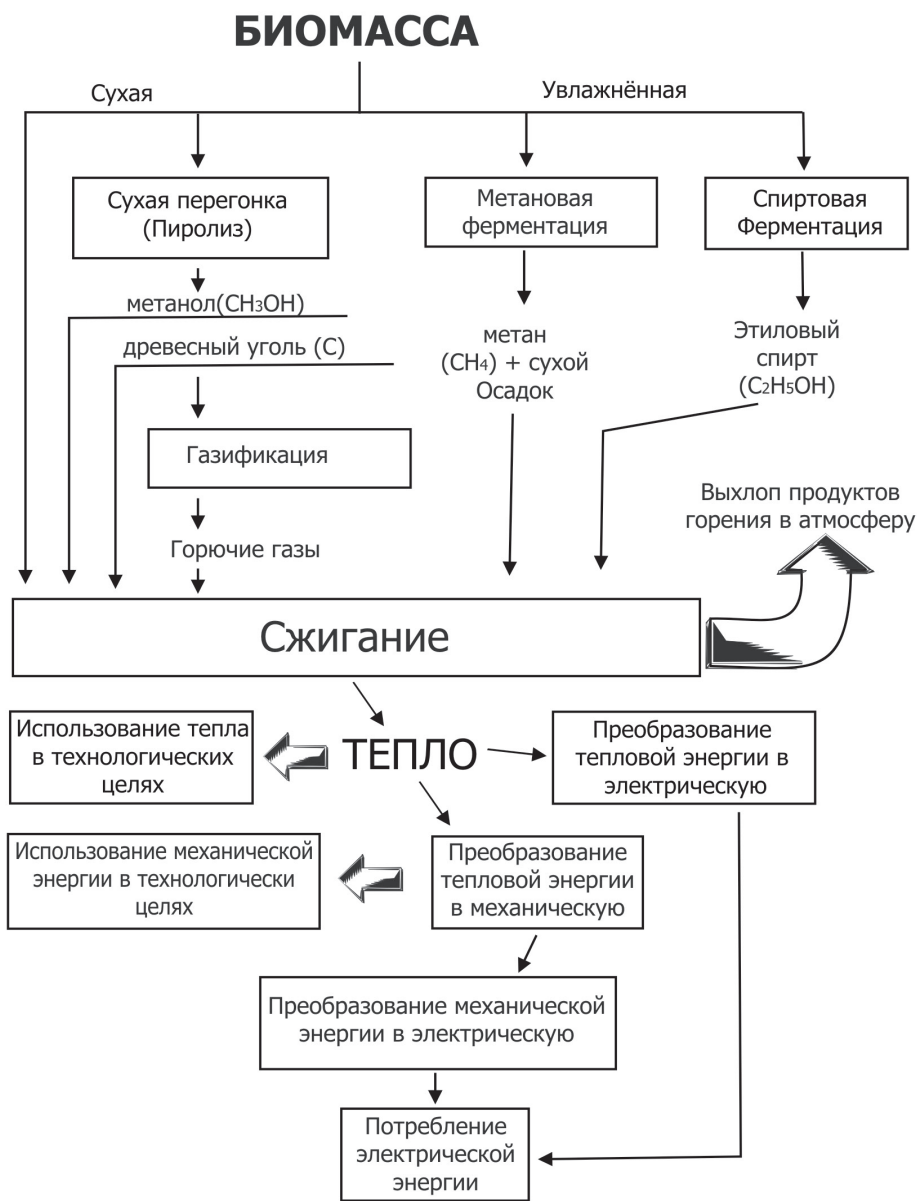 БИОМАССА
Сухая
Увлажнённая
Сухая перегонка
(Пиролиз)
Метановая
ферментация
Спиртовая
Ферментация
метанол(CH₃OH)
древесный уголь (C)
метан
(CH₄) + сухой
Осадок
Этиловый
спирт
(C₂H₅OH)
Газификация
Горючие газы
Выхлоп продуктов
горения в атмосферу
Сжигание
Использование тепла
в технологических
целях
ТЕПЛО
Преобразование
тепловой энергии в
электрическую
Использование механической
энергии в технологически
целях
Преобразование
тепловой энергии
в механическую
Преобразование механической
энергии в электрическую
Потребление
электрической
энергии